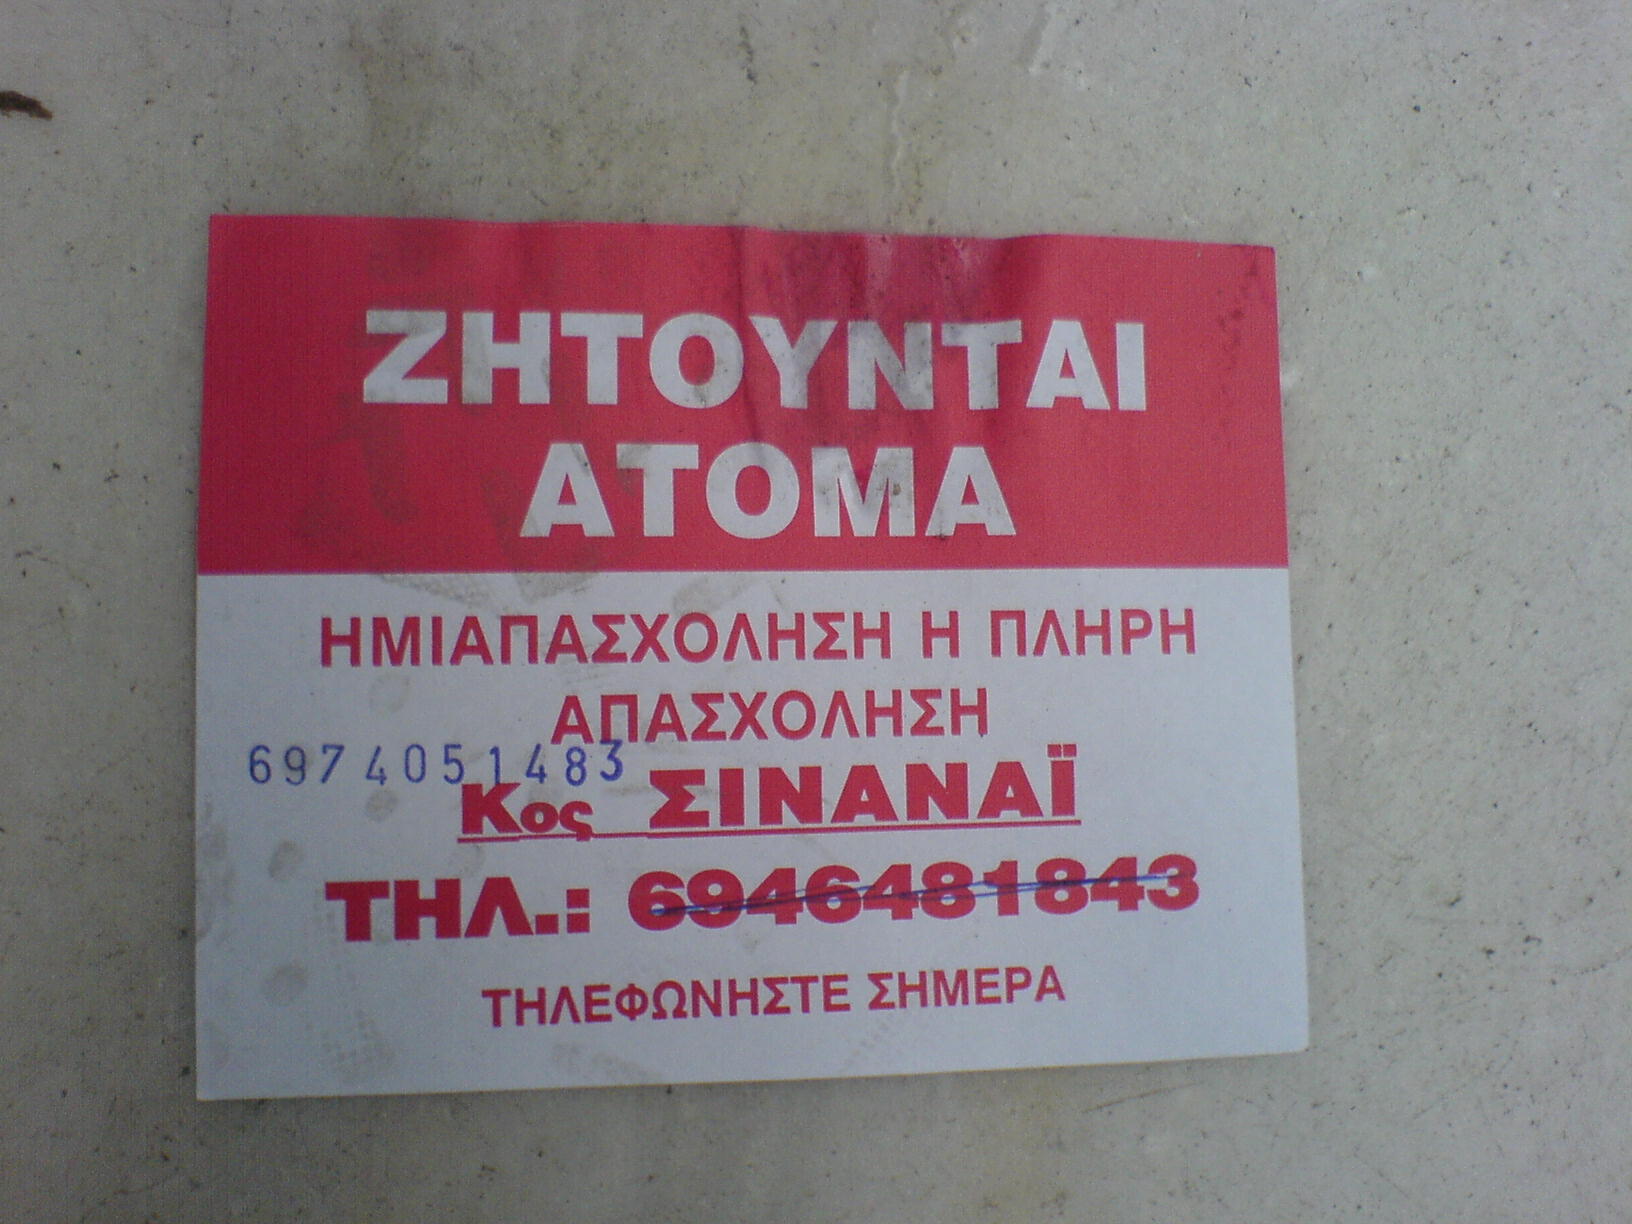 ΖΗΤΟΥΝΤΑΙ
ΑΤΟΜΑ
ΗΜΙΑΠΑΣΧΟΛΗΣΗ Η ΠΛΗΡΗ
ΑΠΑΣΧΟΛΗΣΗ
6974051483
Κος ΣΙΝΑΝΑΪ
ΤΗΛ.: 6946481843
ΤΗΛΕΦΩΝΗΣΤΕ ΣΗΜΕΡΑ